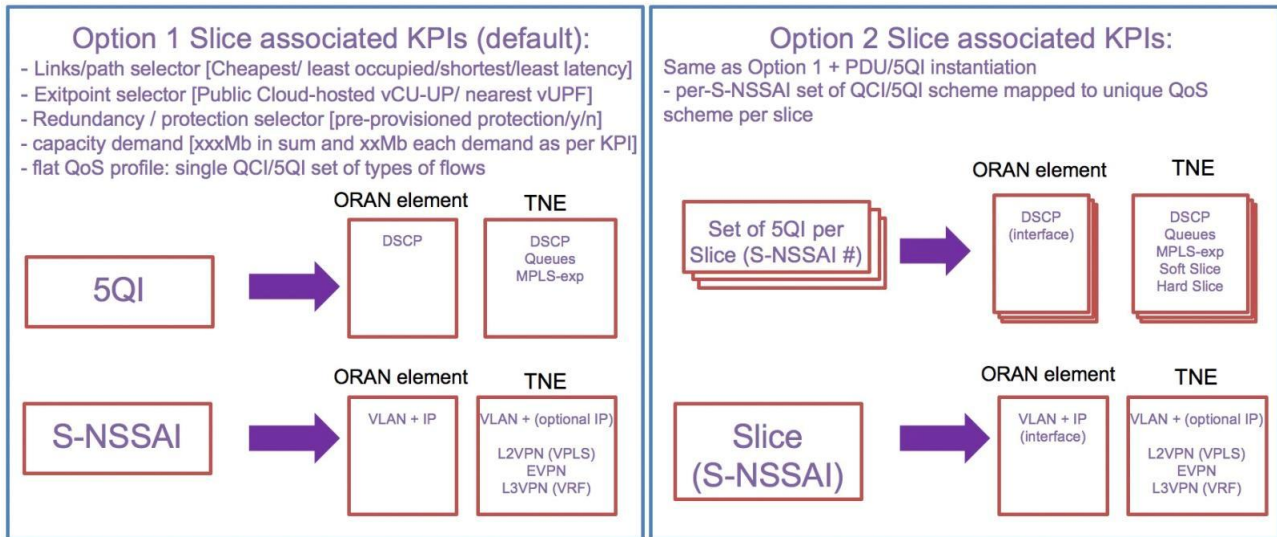 Option 1 Slice associated KPIs (default):
- Links/path selector [Cheapest/ least occupied/shortest/least latency]
- Exitpoint selector [Public Cloud-hosted vCU-UP/ nearest vUPF]
- Redundancy / protection selector [pre-provisioned protection/y/n]
- capacity demand [xxxMb in sum and xxMb each demand as per KPI]
- flat QoS profile: single QCI/5QI set of types of flows
ORAN element
TNE
5QI
DSCP
DSCP
Queues
MPLS-exp
ORAN element
TNE
S-NSSAI
VLAN + IP
VLAN + (optional IP)
L2VPN (VPLS)
EVPN
L3VPN (VRF)
Option 2 Slice associated KPIs:
Same as Option 1 + PDU/5QI instantiation
- per-S-NSSAI set of QCI/5QI scheme mapped to unique QoS
scheme per slice
ORAN element
TNE
Set of 5QI per
Slice (S-NSSAI #)
DSCP
(interface)
DSCP
Queues
MPLS-exp
Soft Slice
Hard Slice
ORAN element
TNE
Slice
(S-NSSAI)
VLAN + IP
(interface)
VLAN + (optional IP)
L2VPN (VPLS)
EVPN
L3VPN (VRF)